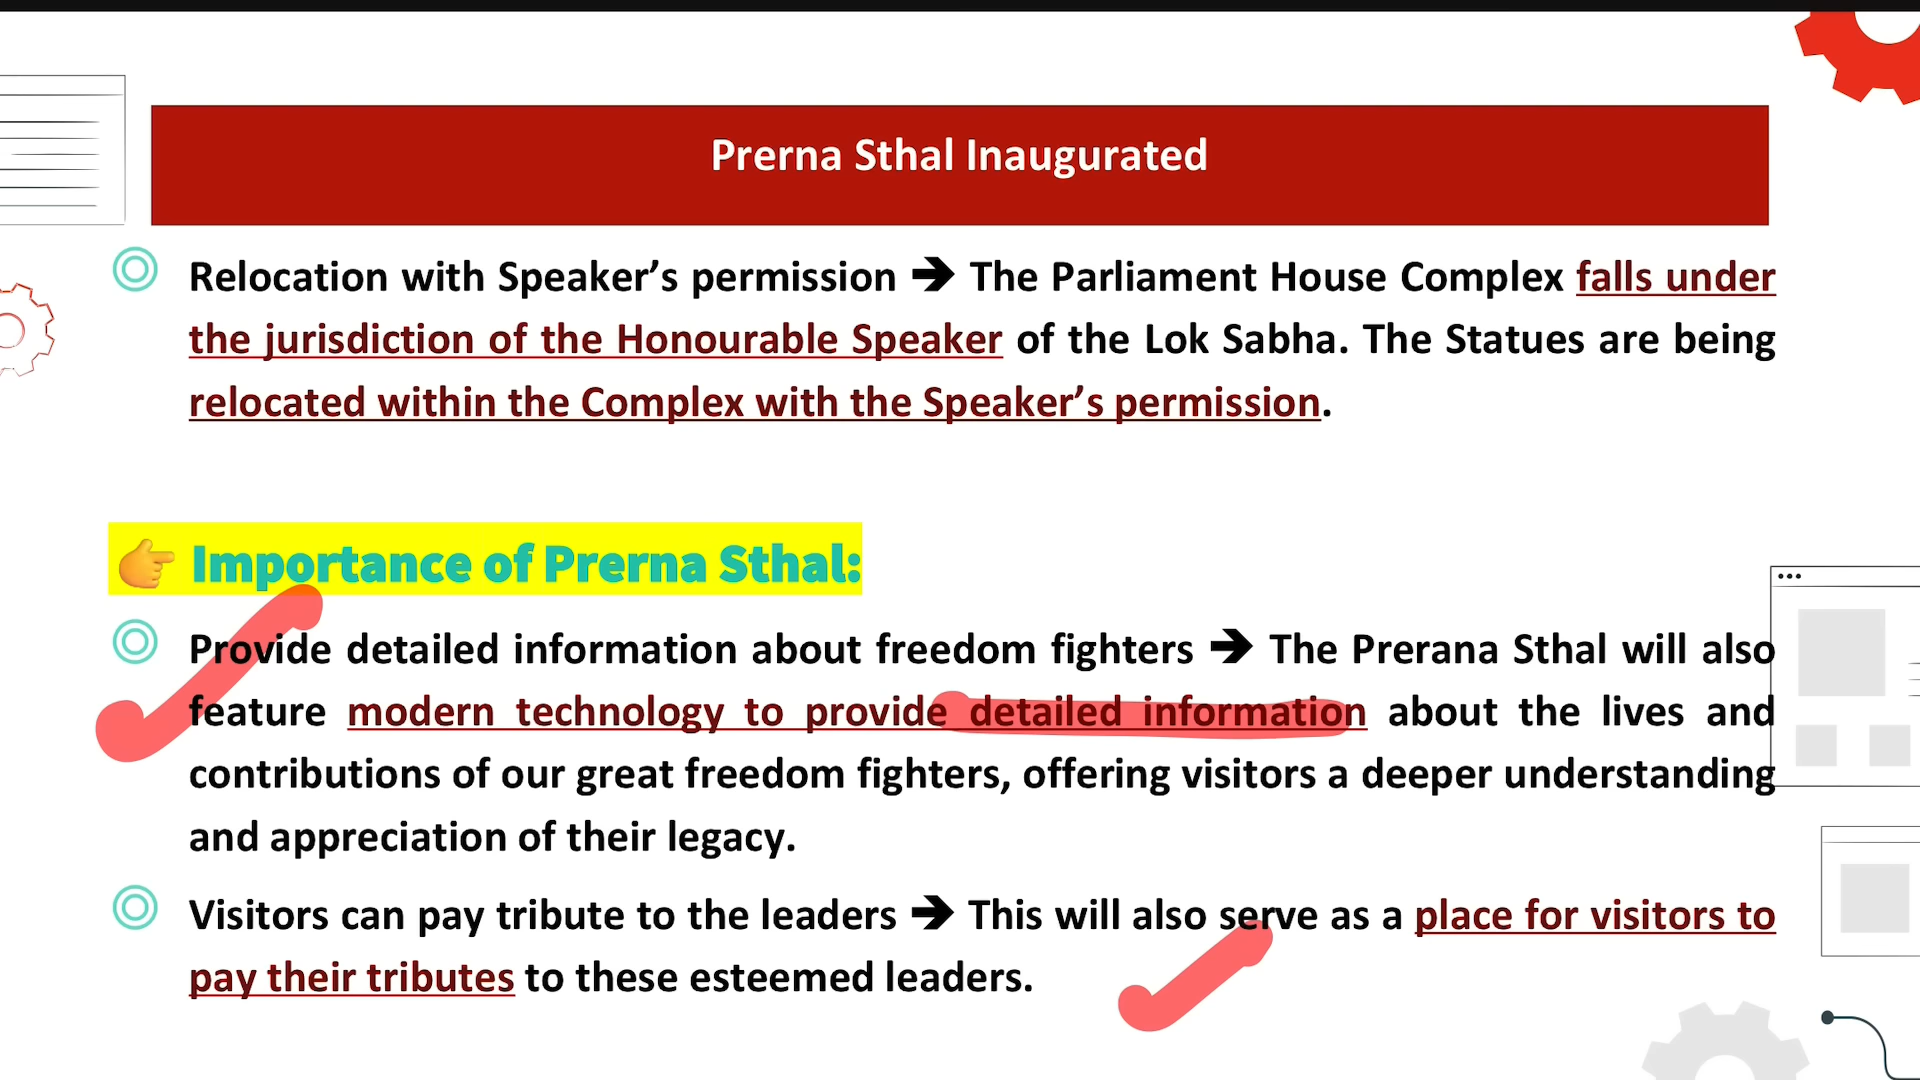 Prerna Sthal Inaugurated
Relocation with Speaker’s permission ➔ The Parliament House Complex falls under
the jurisdiction of the Honourable Speaker of the Lok Sabha. The Statues are being
relocated within the Complex with the Speaker’s permission.
👉 Importance of Prerna Sthal:
Provide detailed information about freedom fighters ➔ The Prerana Sthal will also
feature modern technology to provide detailed information about the lives and
contributions of our great freedom fighters, offering visitors a deeper understanding
and appreciation of their legacy.
Visitors can pay tribute to the leaders ➔ This will also serve as a place for visitors to
pay their tributes to these esteemed leaders.